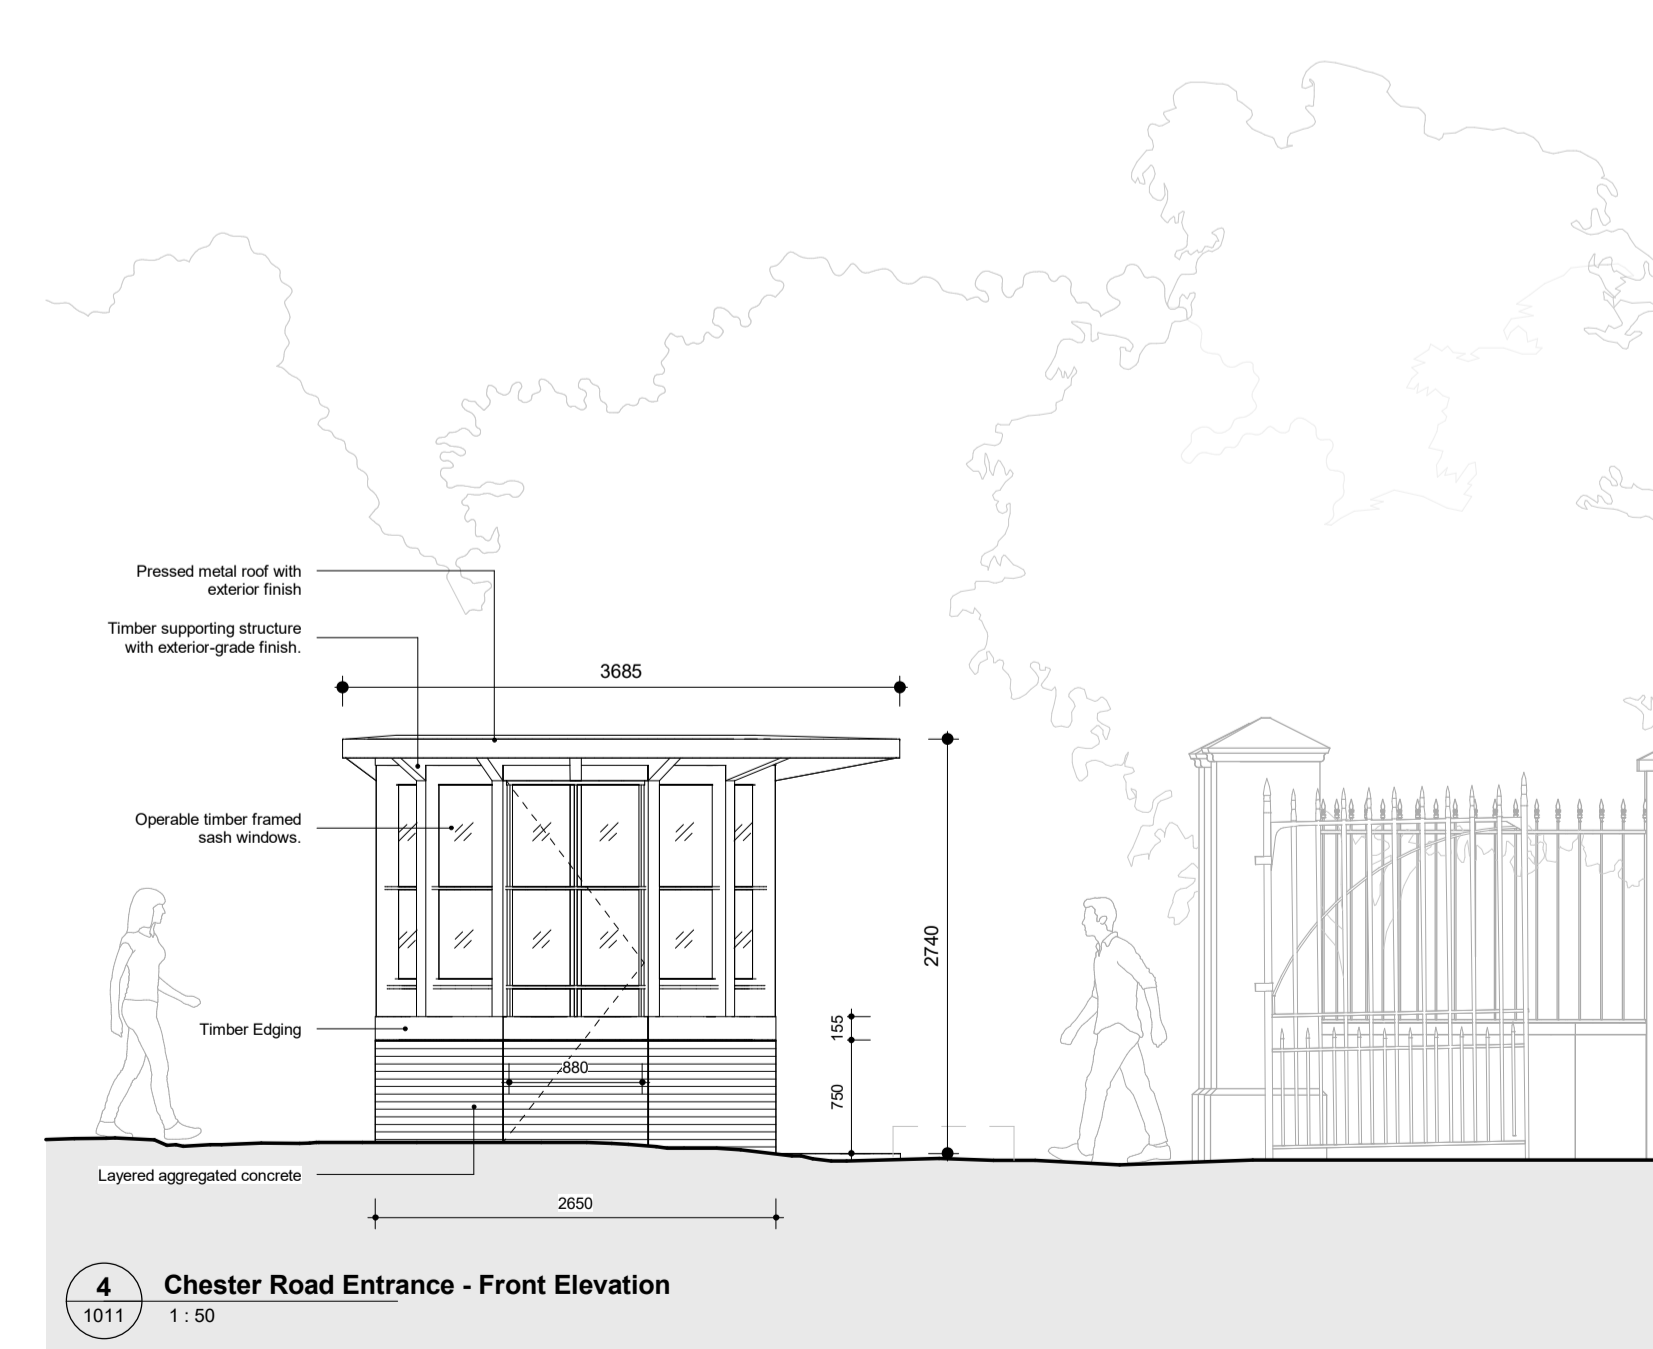 Pressed metal roof with
exterior finish
Timber supporting structure
with exterior-grade finish.
3685
Operable timber framed
sash windows.
2740
Timber Edging
155
880
750
Layered aggregated concrete
2650
4
1011
Chester Road Entrance - Front Elevation
1 : 50